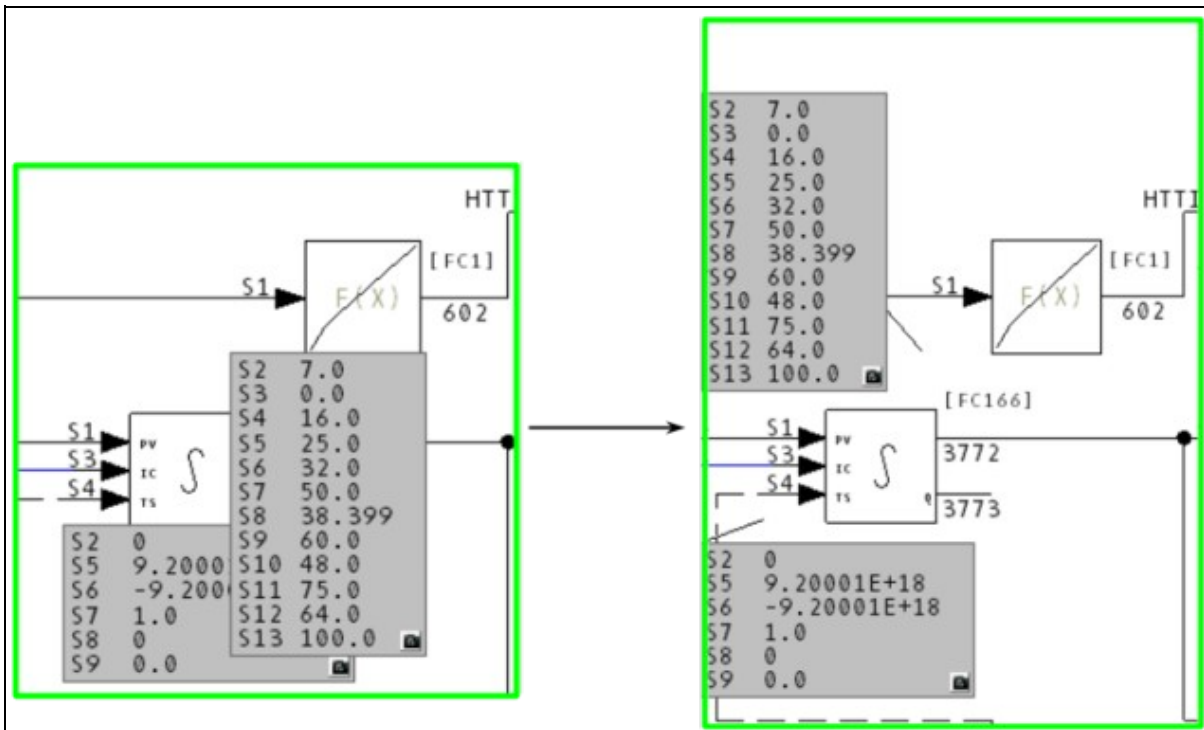 HTT
[FC1]
S1
F(X)
602
S2 7.0
S3 0.0
S4 16.0
S5 25.0
S6 32.0
S7 50.0
S8 38.399
S9 60.0
S10 48.0
S11 75.0
S12 64.0
S13 100.0
S1 PV
S3 IC
S4 TS
S2 0
S5 9.2000
S6 -9.200
S7 1.0
S8 0
S9 0.0
S2 7.0
S3 0.0
S4 16.0
S5 25.0
S6 32.0
S7 50.0
S8 38.399
S9 60.0
S10 48.0
S11 75.0
S12 64.0
S13 100.0
HTTI
[FC1]
S1
F(X)
602
[FC166]
S1 PV
3772
S3 IC
S4 TS
Q
3773
S2 0
S5 9.20001E+18
S6 -9.20001E+18
S7 1.0
S8 0
S9 0.0